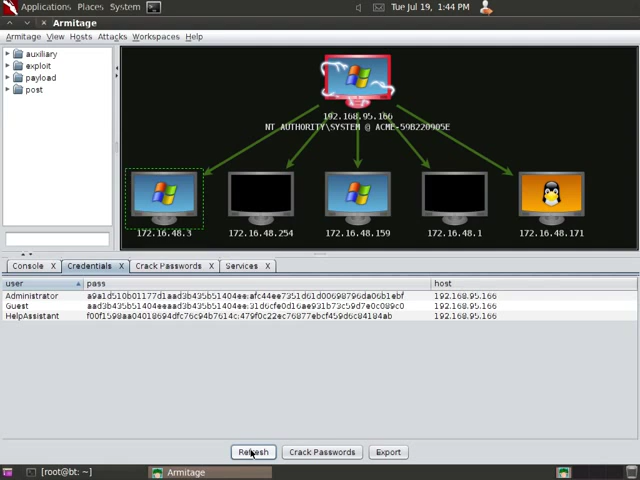 Applications Places System Tue Jul 19, 1:44 PM
Armitage
Armitage View Hosts Attacks Workspaces Help
auxiliary
exploit
payload
post
192.168.95.166
NT AUTHORITY\SYSTEM @ ACME-59B220905E
172.16.48.3 172.16.48.254 172.16.48.159 172.16.48.1 172.16.48.171
Console X Credentials X Crack Passwords X Services X
user pass host
Administrator 192.168.95.166
Guest 192.168.95.166
HelpAssistant 192.168.95.166
Refresh Crack Passwords Export
[root@bt: ~] Armitage